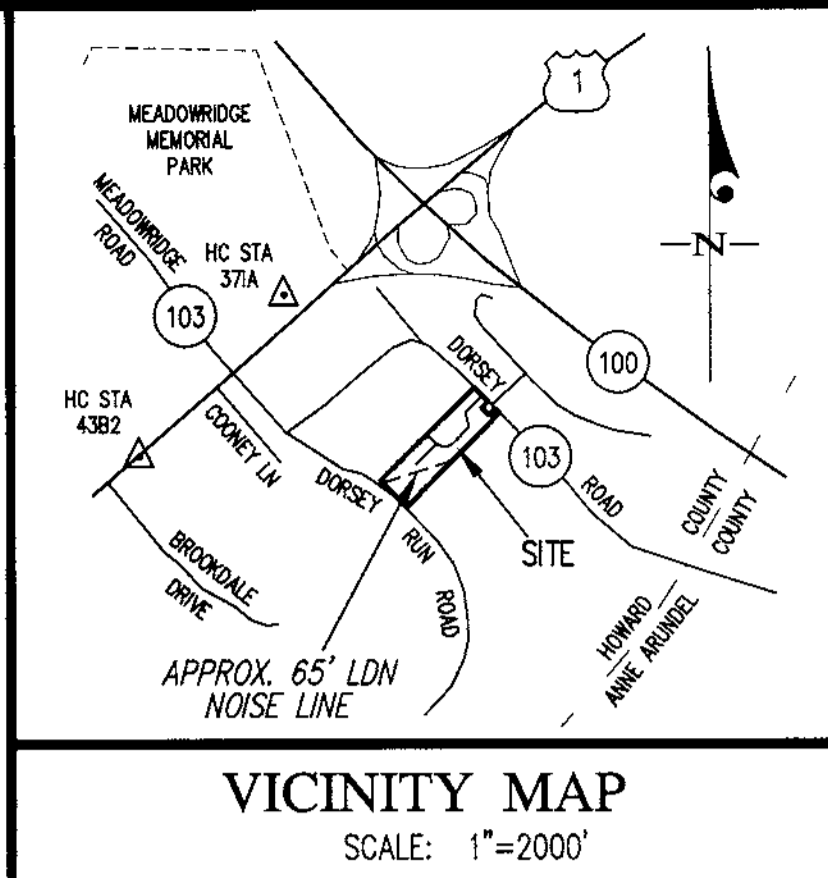 1
MEADOWRIDGE
MEMORIAL
PARK
MEADOWRIDGE
ROAD
HC STA
371A
103
N
DORSEY
100
HC STA
43B2
COONEY LN
DORSEY
103
ROAD
COUNTY
COUNTY
RUN
SITE
BROOKDALE
DRIVE
ROAD
HOWARD
ANNE ARUNDEL
APPROX. 65' LDN
NOISE LINE
VICINITY MAP
SCALE: 1"=2000'